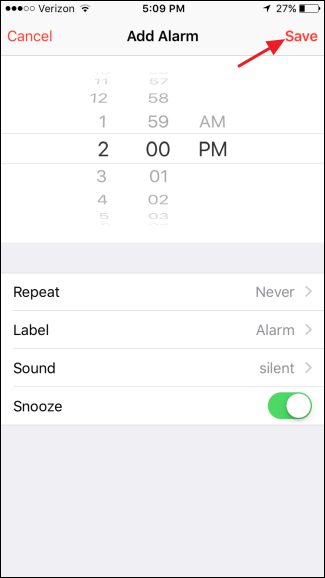 Verizon 5:09 PM 27%
Cancel Add Alarm Save
11 57
12 58
1 59 AM
2 00 PM
3 01
4 02
5 03
Repeat Never
Label Alarm
Sound silent
Snooze